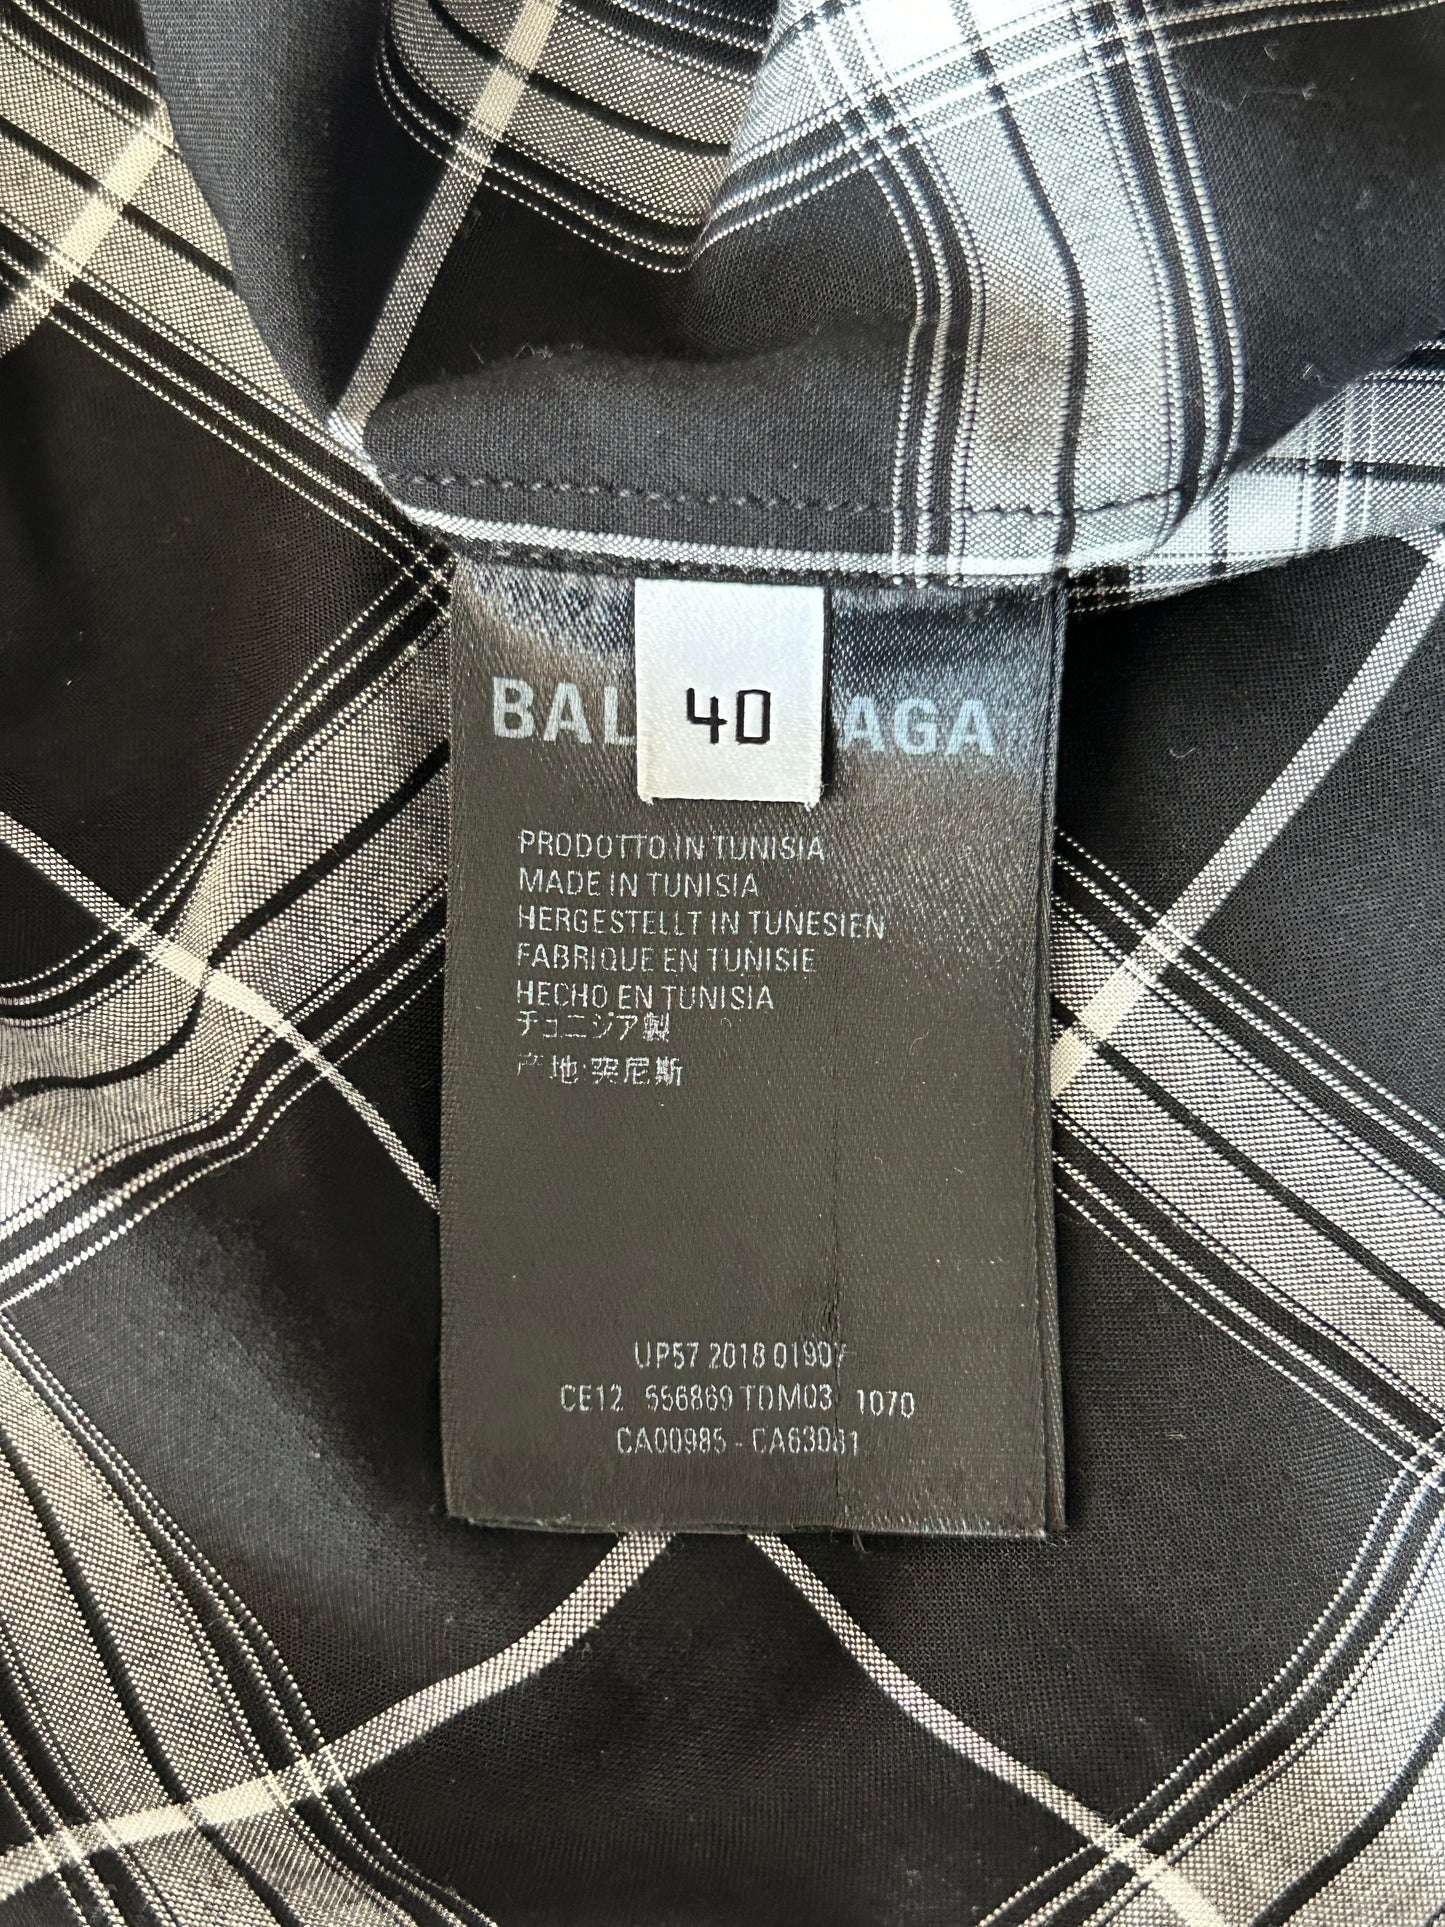 BAL 40 AGA
PRODOTTO IN TUNISIA
MADE IN TUNISIA
HERGESTELLT IN TUNESIEN
FABRIQUE EN TUNISIE
HECHO EN TUNISIA
チュニジア製
产地:突尼斯
UP57 2018 01907
CE12 556869 TDM03 1070
CA00985 - CA63081